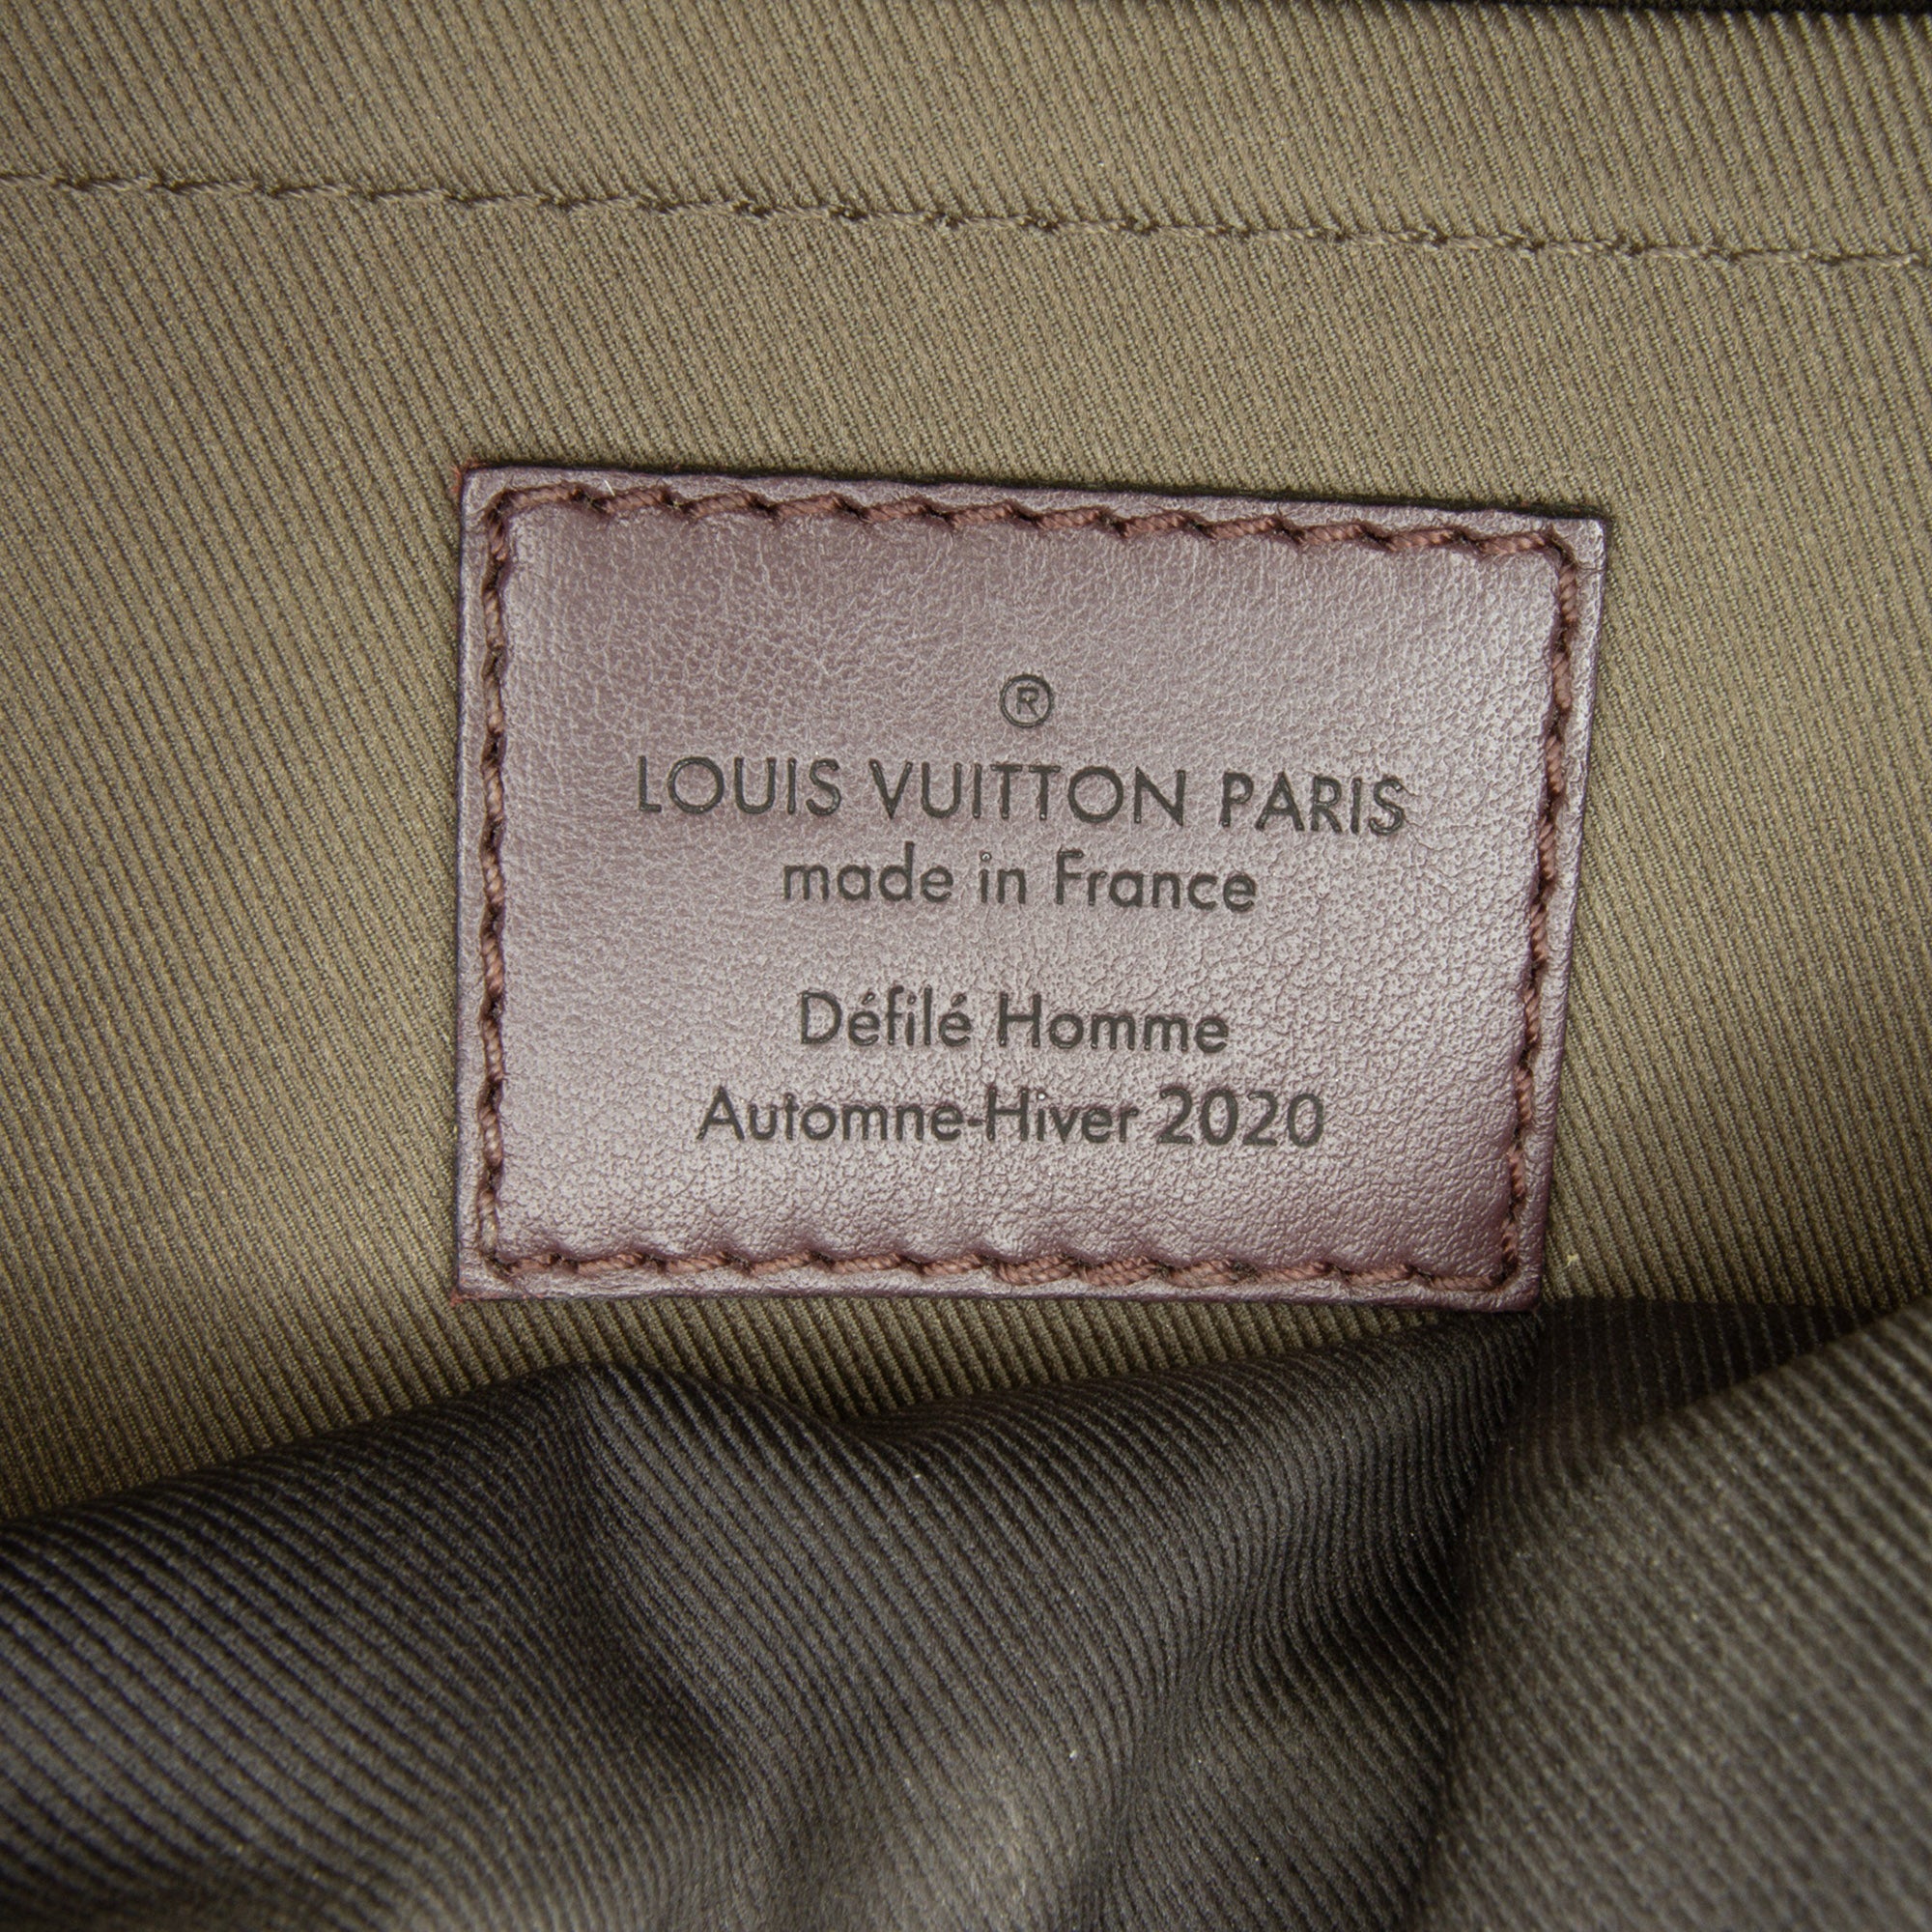 ®
LOUIS VUITTON PARIS
made in France
Défilé Homme
Automne-Hiver 2020